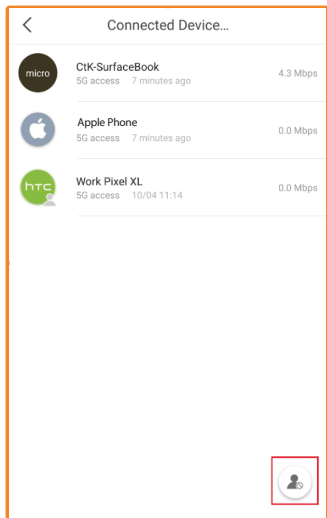 Connected Device...
micro
CtK-SurfaceBook
5G access 7 minutes ago
4.3 Mbps
Apple Phone
5G access 7 minutes ago
0.0 Mbps
hTC
Work Pixel XL
5G access 10/04 11:14
0.0 Mbps